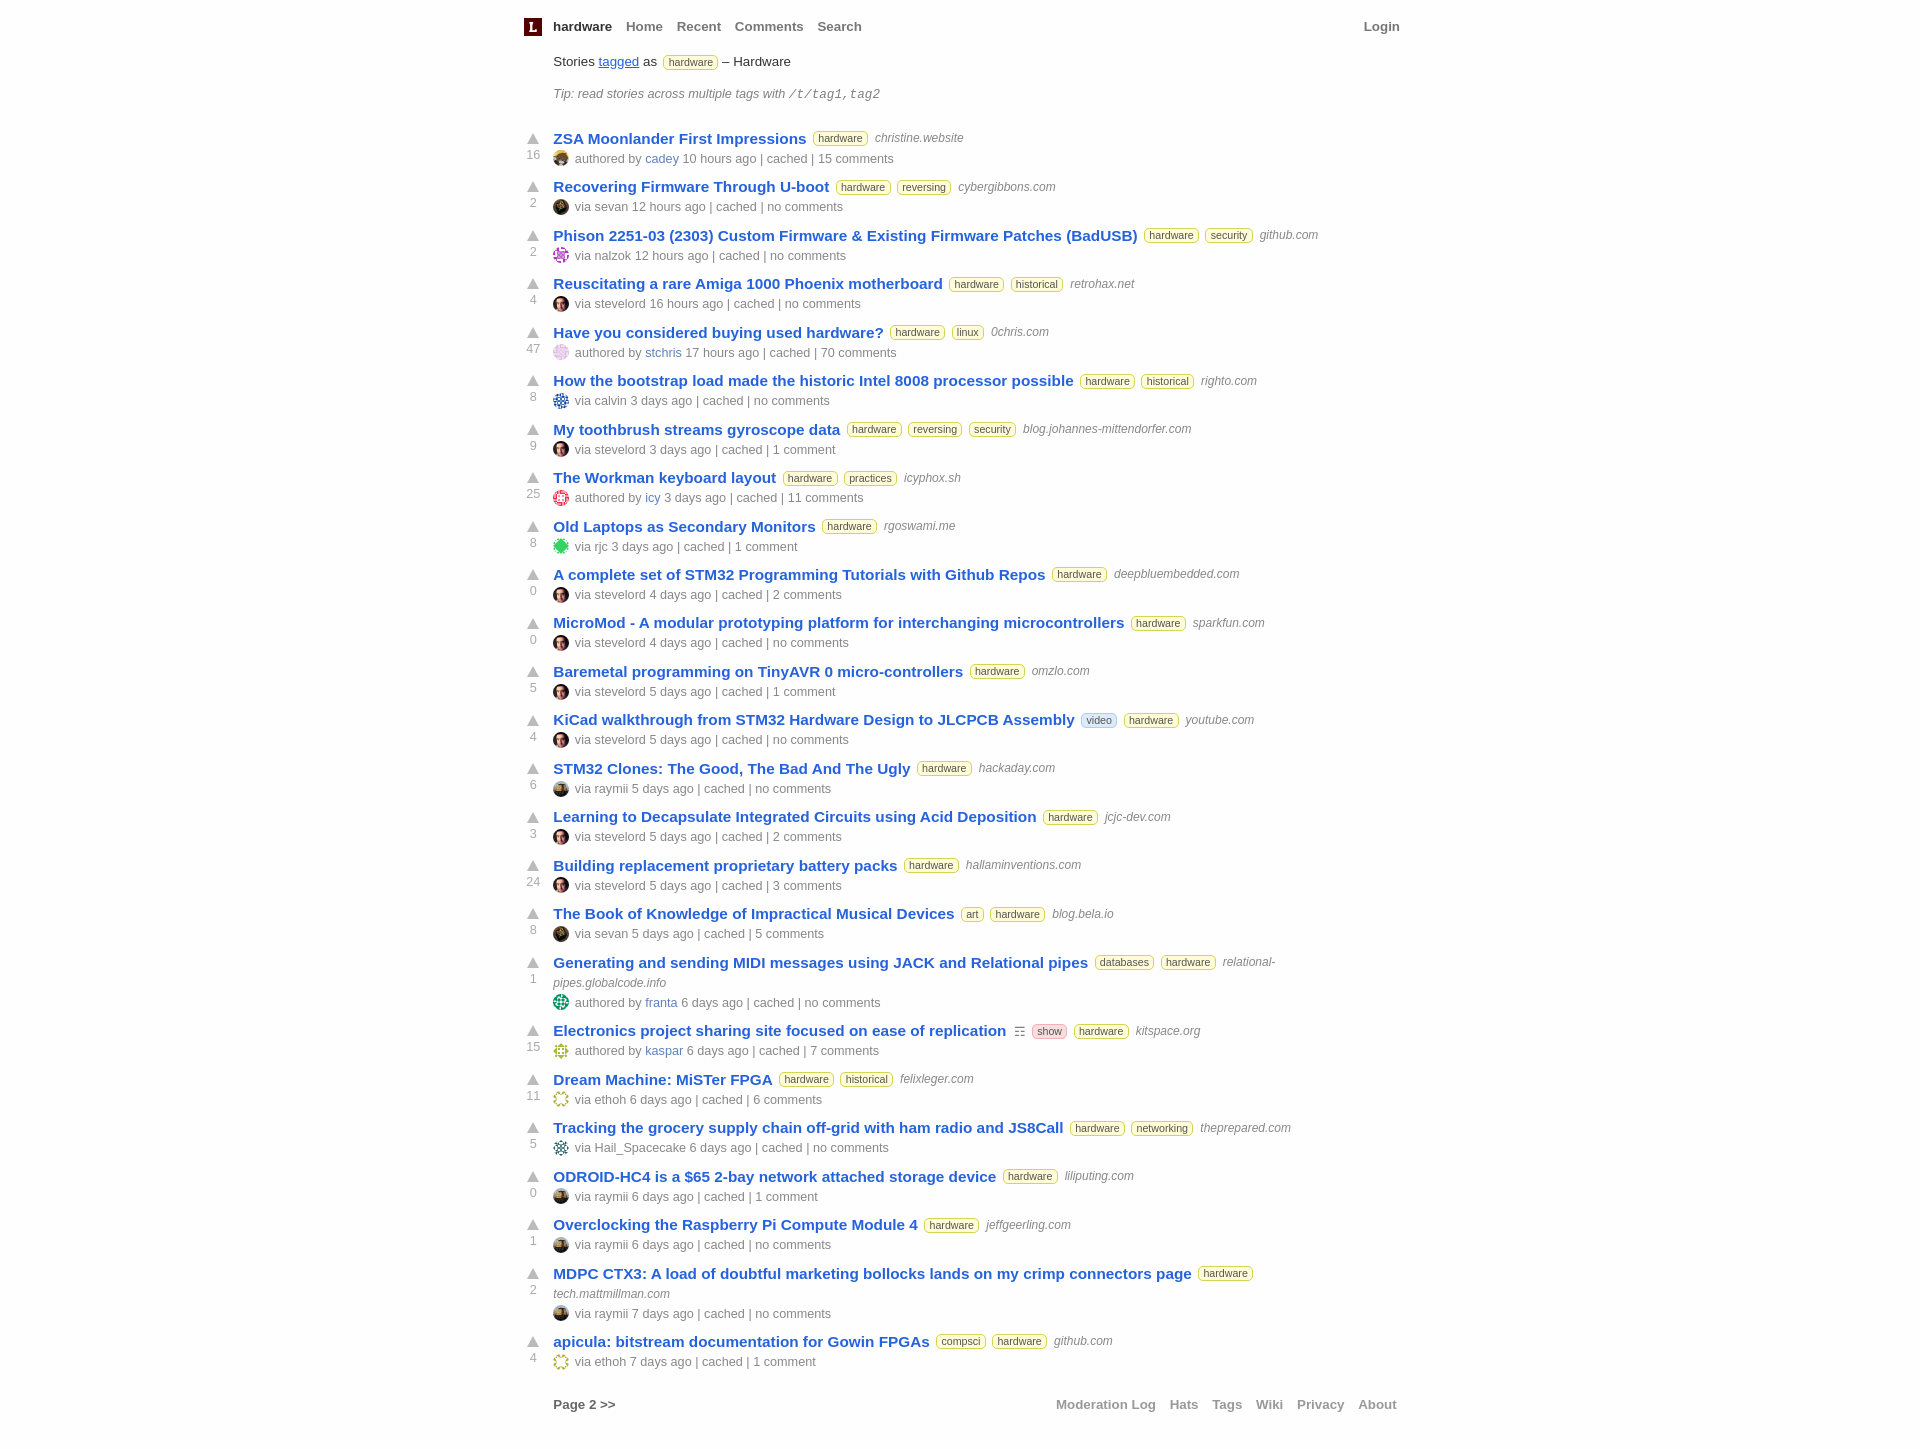 L hardware Home Recent Comments Search Login
Stories tagged as hardware – Hardware
Tip: read stories across multiple tags with /t/tag1,tag2
ZSA Moonlander First Impressions hardware christine.website
16 authored by cadey 10 hours ago | cached | 15 comments
Recovering Firmware Through U-boot hardware reversing cybergibbons.com
2 via sevan 12 hours ago | cached | no comments
Phison 2251-03 (2303) Custom Firmware & Existing Firmware Patches (BadUSB) hardware security github.com
2 via nalzok 12 hours ago | cached | no comments
Reuscitating a rare Amiga 1000 Phoenix motherboard hardware historical retrohax.net
4 via stevelord 16 hours ago | cached | no comments
Have you considered buying used hardware? hardware linux 0chris.com
47 authored by stchris 17 hours ago | cached | 70 comments
How the bootstrap load made the historic Intel 8008 processor possible hardware historical righto.com
8 via calvin 3 days ago | cached | no comments
My toothbrush streams gyroscope data hardware reversing security blog.johannes-mittendorfer.com
9 via stevelord 3 days ago | cached | 1 comment
The Workman keyboard layout hardware practices icyphox.sh
25 authored by icy 3 days ago | cached | 11 comments
Old Laptops as Secondary Monitors hardware rgoswami.me
8 via rjc 3 days ago | cached | 1 comment
A complete set of STM32 Programming Tutorials with Github Repos hardware deepbluembedded.com
0 via stevelord 4 days ago | cached | 2 comments
MicroMod - A modular prototyping platform for interchanging microcontrollers hardware sparkfun.com
0 via stevelord 4 days ago | cached | no comments
Baremetal programming on TinyAVR 0 micro-controllers hardware omzlo.com
5 via stevelord 5 days ago | cached | 1 comment
KiCad walkthrough from STM32 Hardware Design to JLCPCB Assembly video hardware youtube.com
4 via stevelord 5 days ago | cached | no comments
STM32 Clones: The Good, The Bad And The Ugly hardware hackaday.com
6 via raymii 5 days ago | cached | no comments
Learning to Decapsulate Integrated Circuits using Acid Deposition hardware jcjc-dev.com
3 via stevelord 5 days ago | cached | 2 comments
Building replacement proprietary battery packs hardware hallaminventions.com
24 via stevelord 5 days ago | cached | 3 comments
The Book of Knowledge of Impractical Musical Devices art hardware blog.bela.io
8 via sevan 5 days ago | cached | 5 comments
Generating and sending MIDI messages using JACK and Relational pipes databases hardware relational-
1 pipes.globalcode.info
authored by franta 6 days ago | cached | no comments
Electronics project sharing site focused on ease of replication ☶ show hardware kitspace.org
15 authored by kaspar 6 days ago | cached | 7 comments
Dream Machine: MiSTer FPGA hardware historical felixleger.com
11 via ethoh 6 days ago | cached | 6 comments
Tracking the grocery supply chain off-grid with ham radio and JS8Call hardware networking theprepared.com
5 via Hail_Spacecake 6 days ago | cached | no comments
ODROID-HC4 is a $65 2-bay network attached storage device hardware liliputing.com
0 via raymii 6 days ago | cached | 1 comment
Overclocking the Raspberry Pi Compute Module 4 hardware jeffgeerling.com
1 via raymii 6 days ago | cached | no comments
MDPC CTX3: A load of doubtful marketing bollocks lands on my crimp connectors page hardware
2 tech.mattmillman.com
via raymii 7 days ago | cached | no comments
apicula: bitstream documentation for Gowin FPGAs compsci hardware github.com
4 via ethoh 7 days ago | cached | 1 comment
Page 2 >> Moderation Log Hats Tags Wiki Privacy About